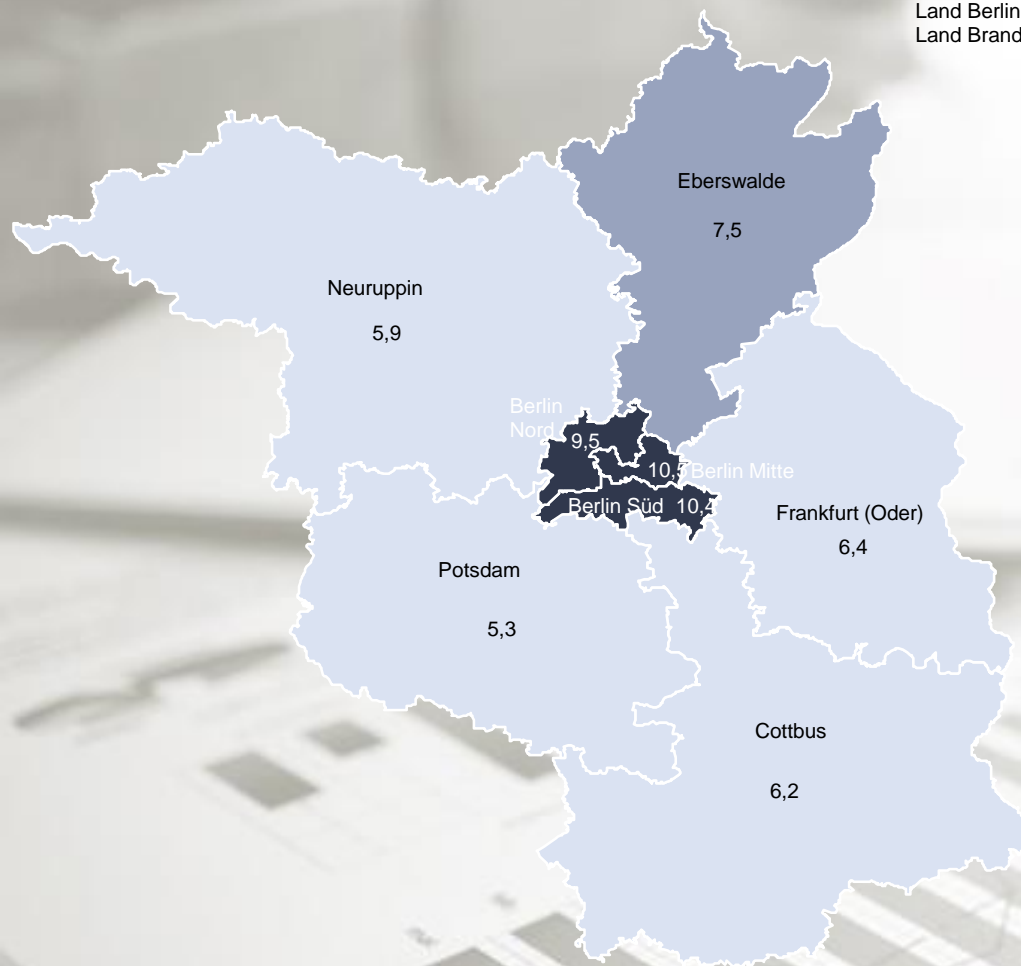 Land Berlin
Land Brand
Eberswalde
7,5
Neuruppin
5,9
Berlin
Nord
9,5
10,5
Berlin Mitte
Berlin Süd 10,4
Frankfurt (Oder)
6,4
Potsdam
5,3
Cottbus
6,2